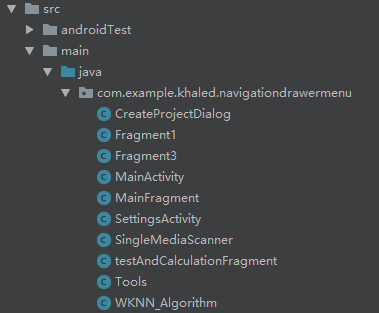 src
androidTest
main
java
com.example.khaled.navigationdrawermenu
CreateProjectDialog
Fragment1
Fragment3
MainActivity
MainFragment
SettingsActivity
SingleMediaScanner
testAndCalculationFragment
Tools
WKNN_Algorithm